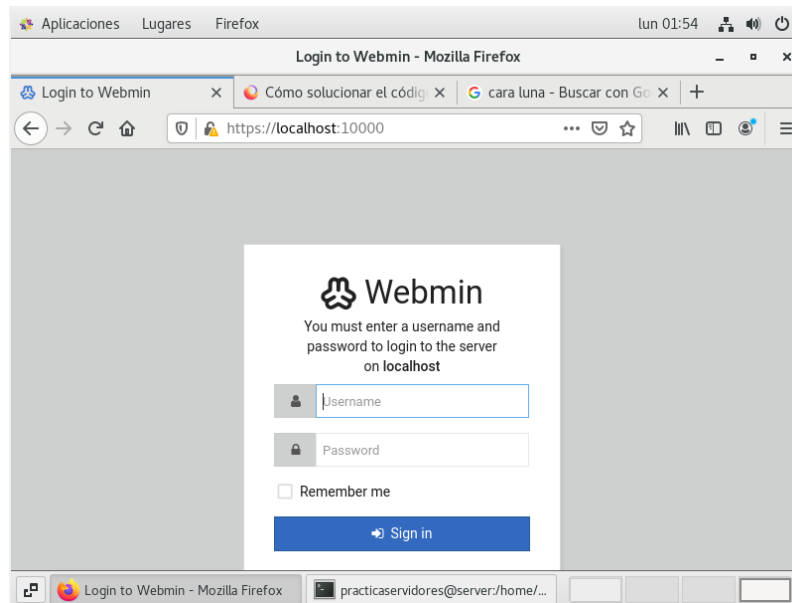 Aplicaciones Lugares Firefox lun 01:54
Login to Webmin - Mozilla Firefox
Login to Webmin Cómo solucionar el códig cara luna - Buscar con Go
https://localhost:10000
Webmin
You must enter a username and
password to login to the server
on localhost
Username
Password
Remember me
Sign in
Login to Webmin - Mozilla Firefox practicaservidores@server:/home/...